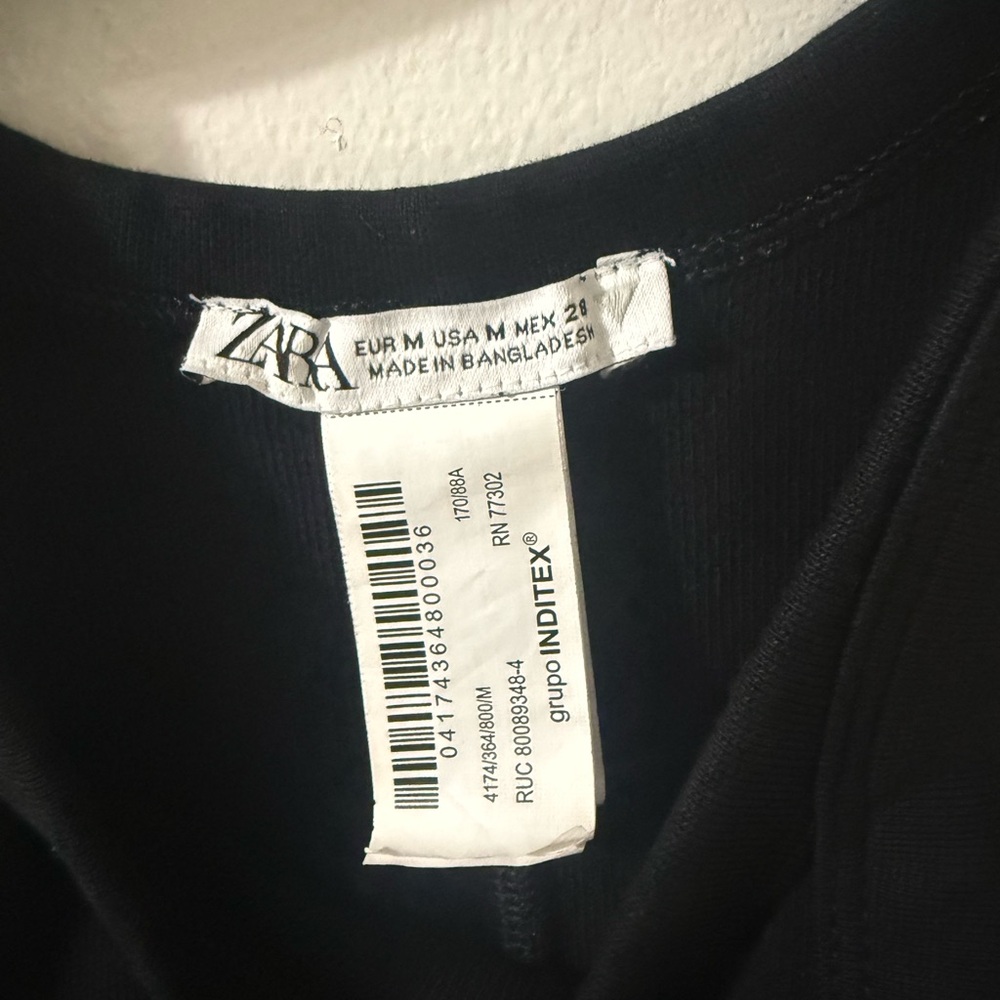 ZARA
EUR M USA M MEX 28
MADE IN BANGLADESH
04174364800036
170/88A
4174/364/800/M
RN 77302
RUC 80089348-4
grupo INDITEX®